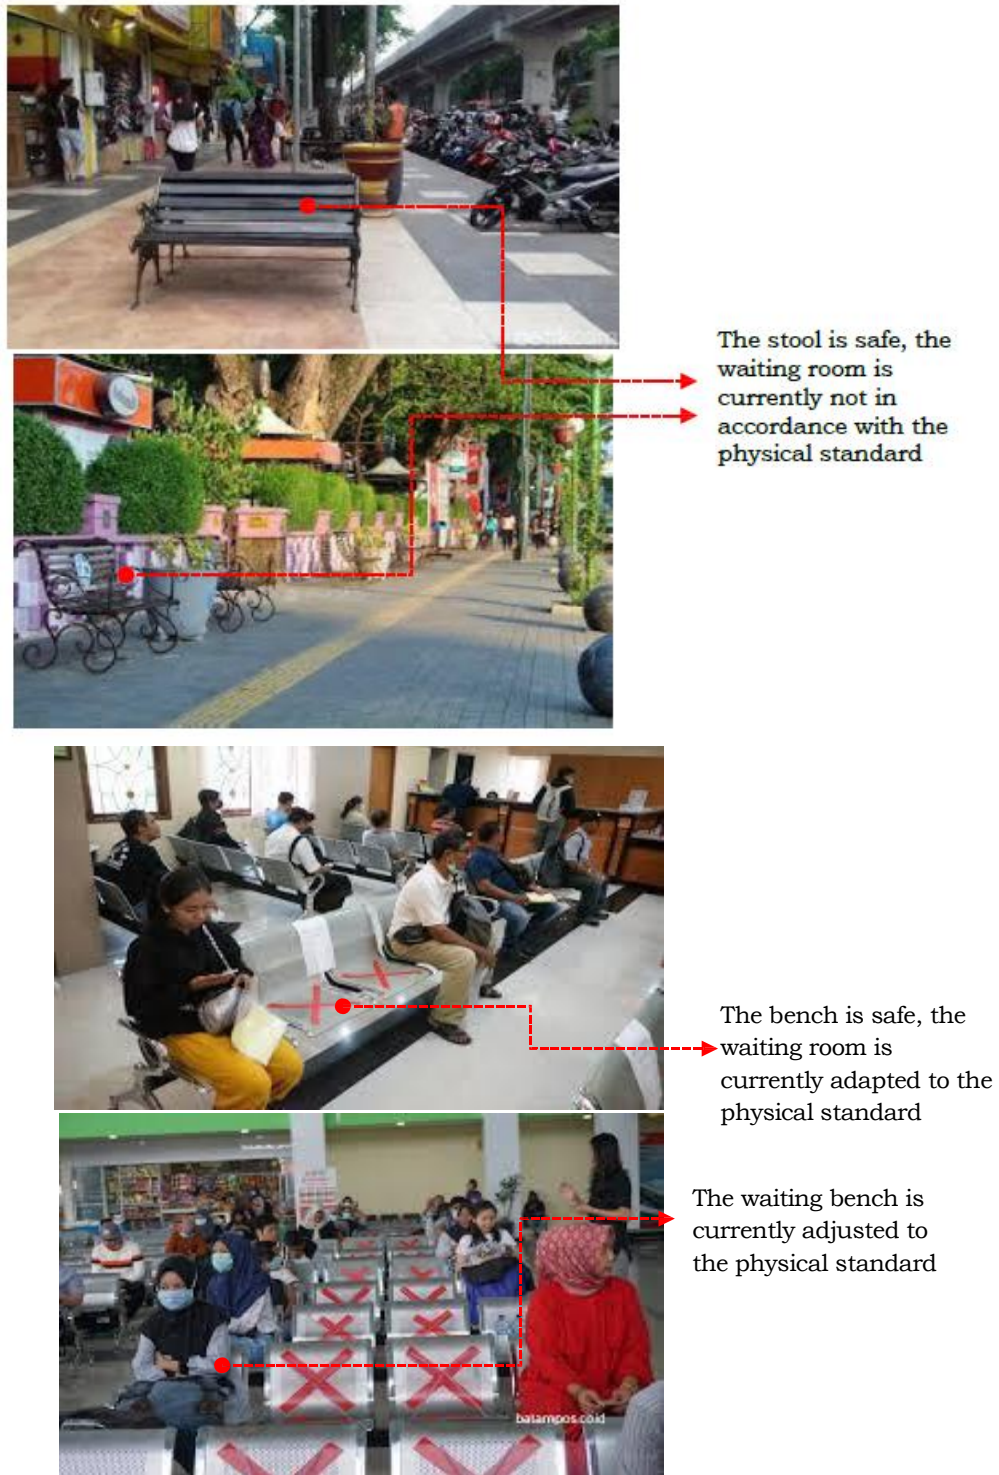 The stool is safe, the
waiting room is
currently not in
accordance with the
physical standard
The bench is safe, the
waiting room is
currently adapted to the
physical standard
The waiting bench is
currently adjusted to
the physical standard
batampos.co.id